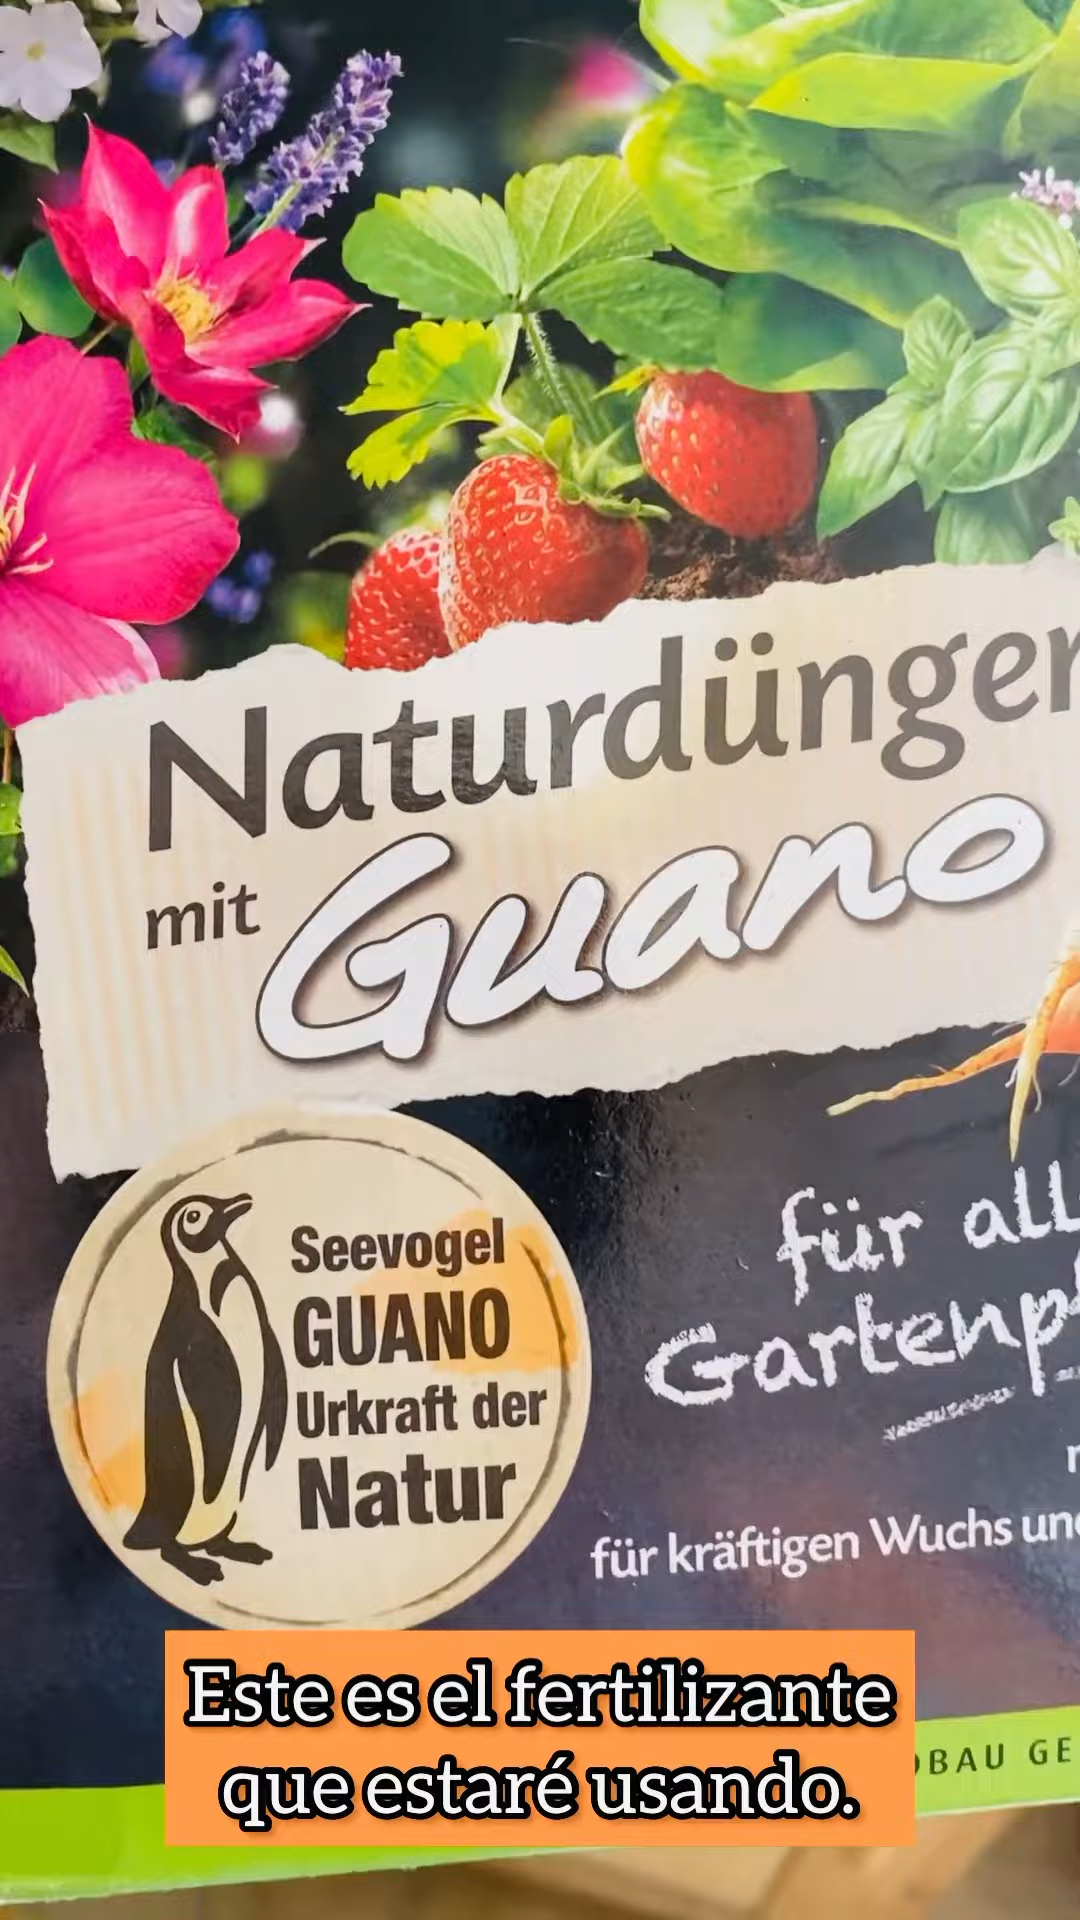 Naturdünger
mit Guano
für all
Gartenp
Seevogel
GUANO
Urkraft der
Natur
für kräftigen Wuchs und
Este es el fertilizante
que estaré usando.
BAU GE